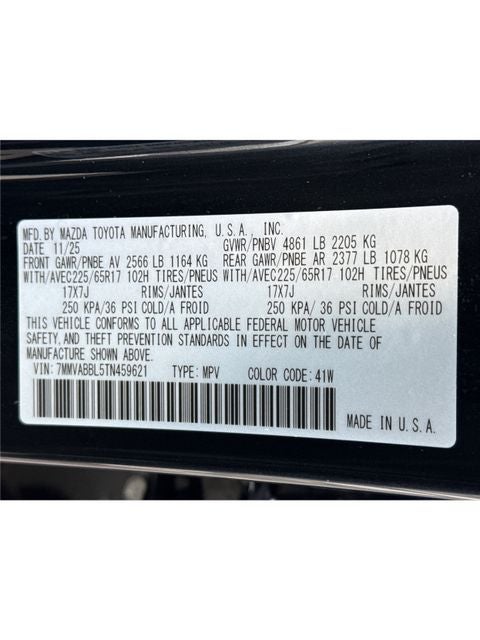 MFD. BY MAZDA TOYOTA MANUFACTURING, U.S.A., INC.
DATE 11/25 GVWR/PNBV 4861 LB 2205 KG
FRONT GAWR/PNBE AV 2566 LB 1164 KG REAR GAWR/PNBE AR 2377 LB 1078 KG
WITH/AVEC225/65R17 102H TIRES/PNEUS WITH/AVEC225/65R17 102H TIRES/PNEUS
17X7J RIMS/JANTES 17X7J RIMS/JANTES
250 KPA/36 PSI COLD/A FROID 250 KPA/ 36 PSI COLD/A FROID
THIS VEHICLE CONFORMS TO ALL APPLICABLE FEDERAL MOTOR VEHICLE
SAFETY,AND THEFT PREVENTION STANDARDS IN EFFECT ON THE DATE OF
MANUFACTURE SHOWN ABOVE.
VIN: 7MMVABBL5TN459621 TYPE: MPV COLOR CODE: 41W
MADE IN U.S.A.